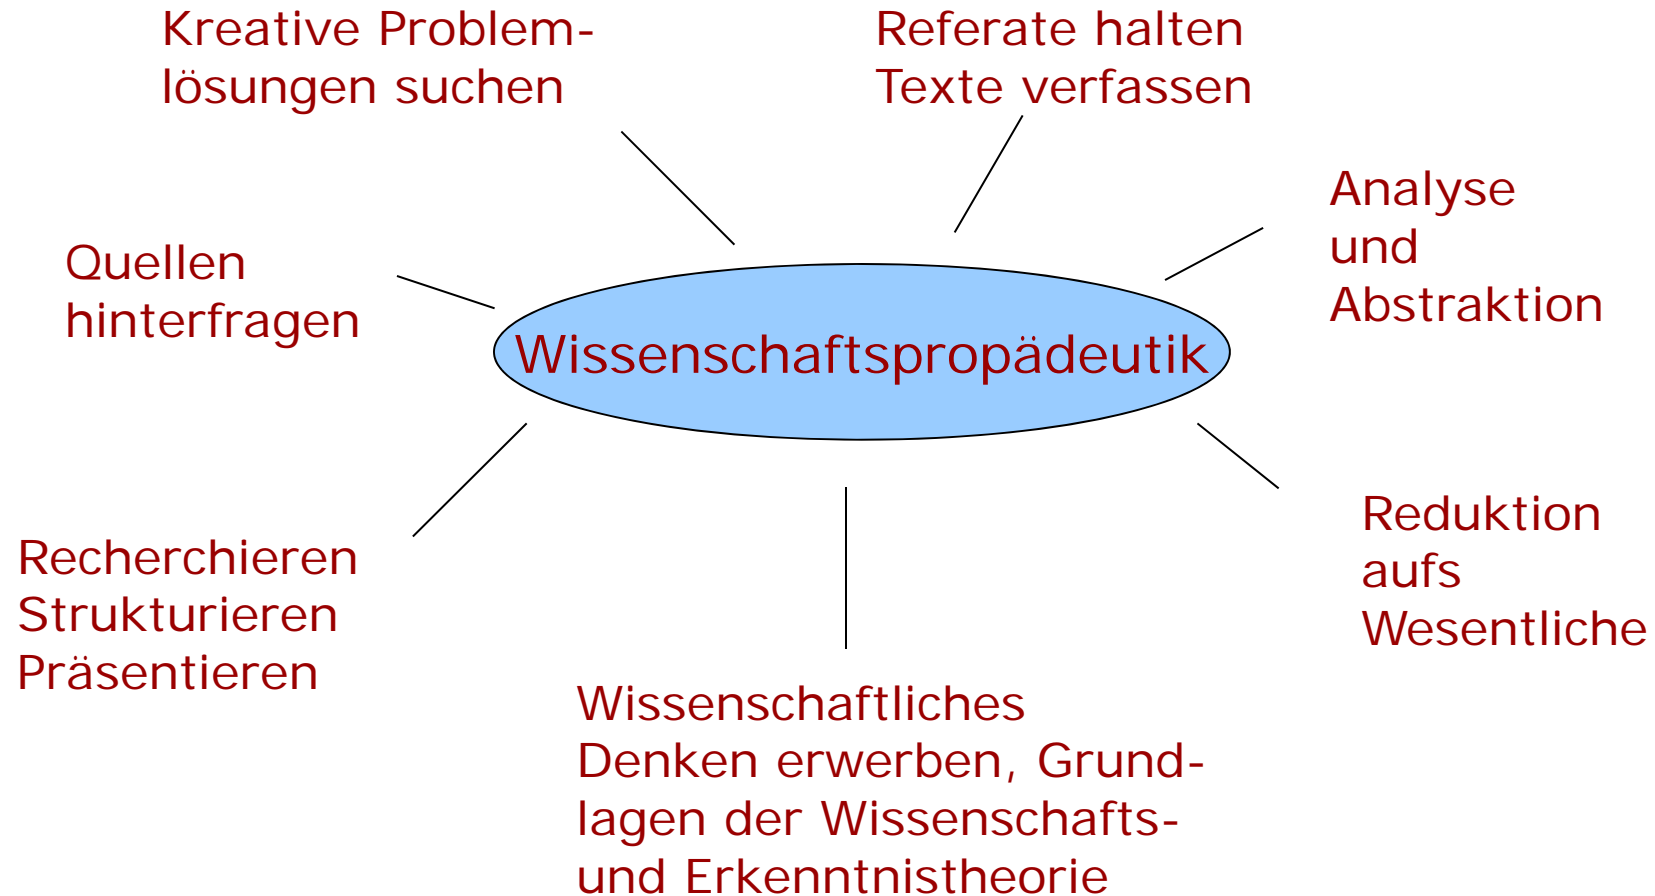 Kreative Problem-
lösungen suchen
Referate halten
Texte verfassen
Analyse
und
Abstraktion
Quellen
hinterfragen
Wissenschaftspropädeutik
Reduktion
aufs
Wesentliche
Recherchieren
Strukturieren
Präsentieren
Wissenschaftliches
Denken erwerben, Grund-
lagen der Wissenschafts-
und Erkenntnistheorie